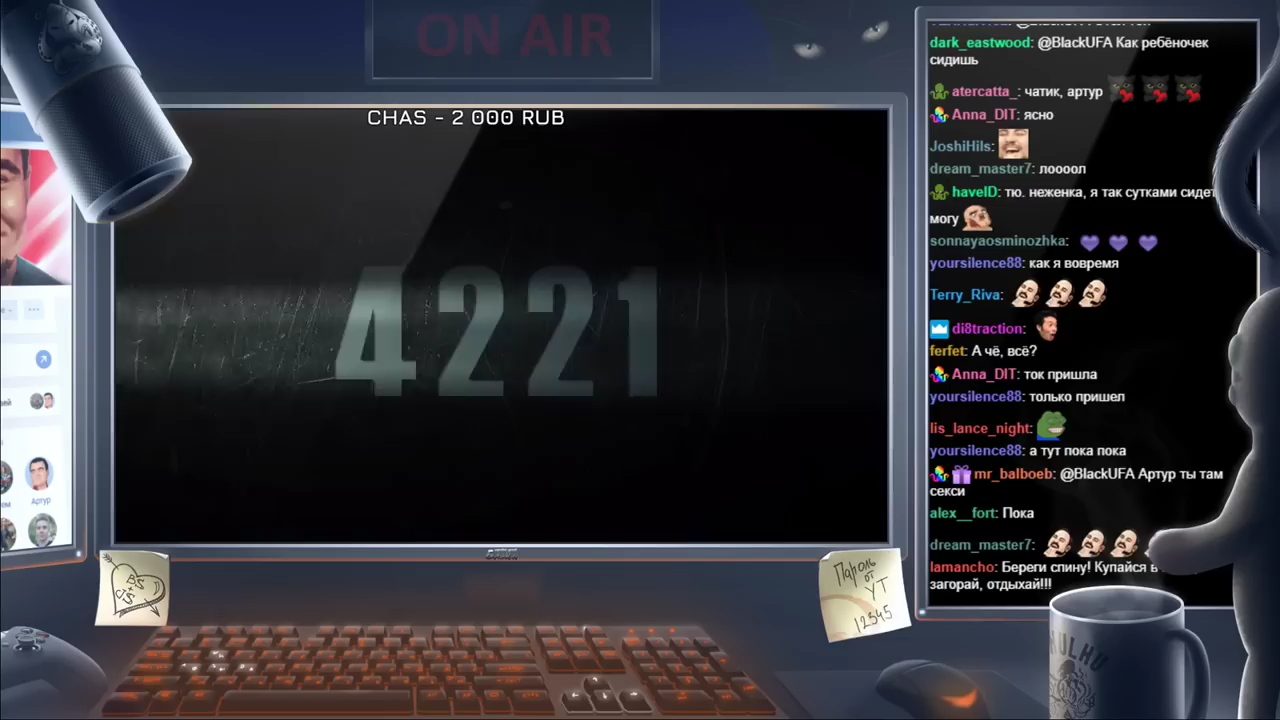 ON AIR
CHAS - 2 000 RUB
4221
Артур
B.S
+
C.S
Пароль
от
YT
12345
dark_eastwood: @BlackUFA Как ребёночек
сидишь
atercatta_: чатик, артур
Anna_DIT: ясно
JoshiHils:
dream_master7: лоооол
haveID: тю. неженка, я так сутками сидет
могу
sonnayaosminozhka:
yoursilence88: как я вовремя
Terry_Riva:
di8traction:
ferfet: А чё, всё?
Anna_DIT: ток пришла
yoursilence88: только пришел
lis_lance_night:
yoursilence88: а тут пока пока
mr_balboeb: @BlackUFA Артур ты там
секси
alex__fort: Пока
dream_master7:
lamancho: Береги спину! Купайся в
загорай, отдыхай!!!